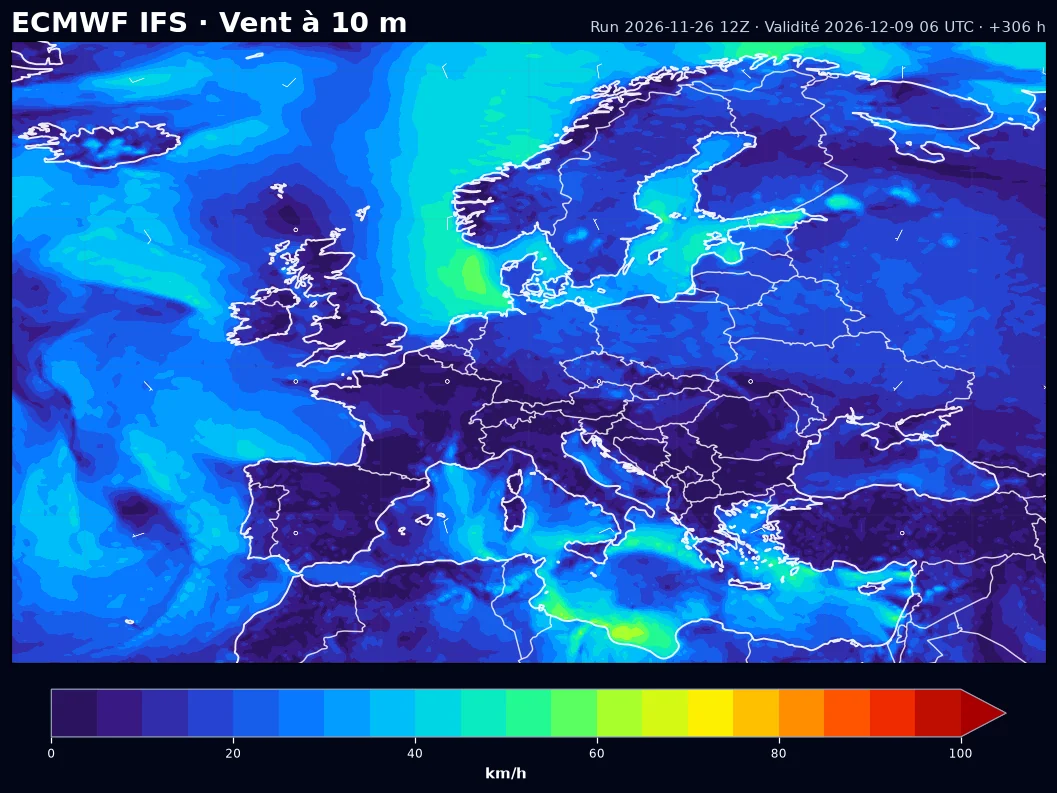 ECMWF IFS · Vent à 10 m
Run 2026-11-26 12Z · Validité 2026-12-09 06 UTC · +306 h
0 20 40 60 80 100
km/h